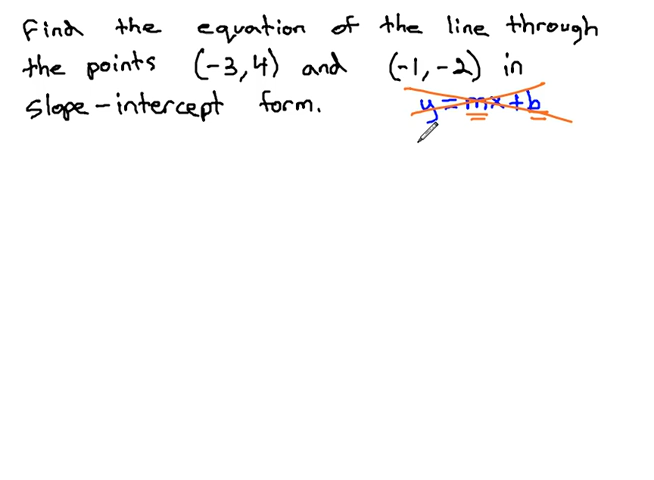 Find the equation of the line through
the points (-3,4) and (-1,-2) in
slope-intercept form. y=mx+b